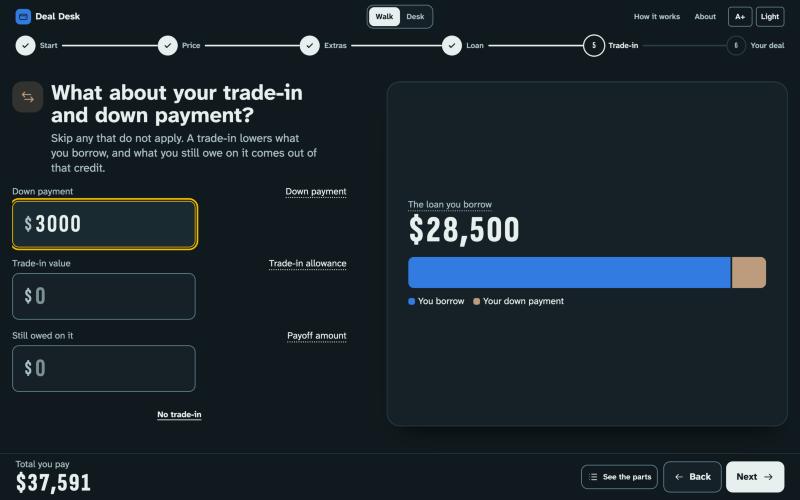 Deal Desk
Walk
Desk
How it works
About
A+
Light
Start
Price
Extras
Loan
5
Trade-in
6
Your deal
What about your trade-in
and down payment?
Skip any that do not apply. A trade-in lowers what
you borrow, and what you still owe on it comes out of
that credit.
Down payment
Down payment
$3000
Trade-in value
Trade-in allowance
$0
Still owed on it
Payoff amount
$0
No trade-in
The loan you borrow
$28,500
You borrow
Your down payment
Total you pay
$37,591
See the parts
Back
Next